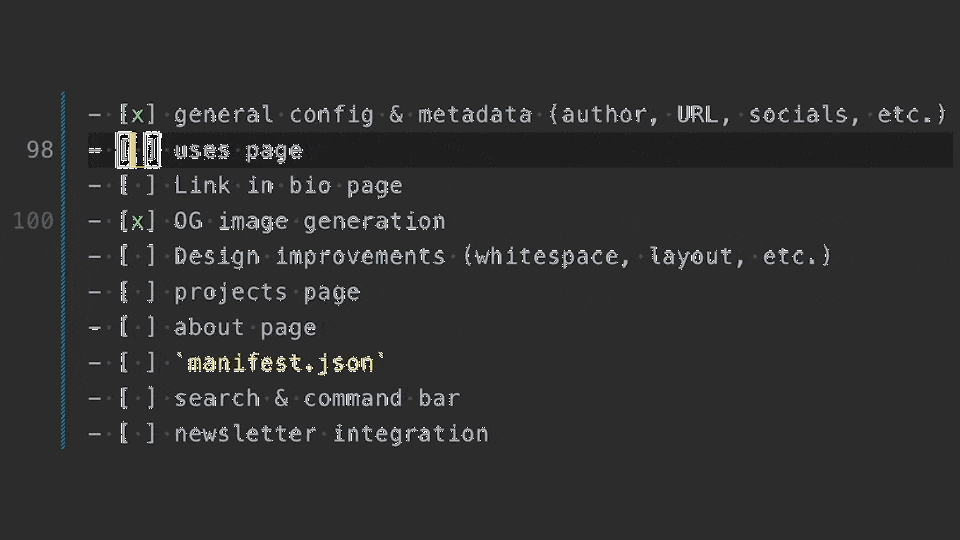 - [x] general config & metadata (author, URL, socials, etc.)
98 - [ ] uses page
- [ ] Link in bio page
100 - [x] OG image generation
- [ ] Design improvements (whitespace, layout, etc.)
- [ ] projects page
- [ ] about page
- [ ] `manifest.json`
- [ ] search & command bar
- [ ] newsletter integration